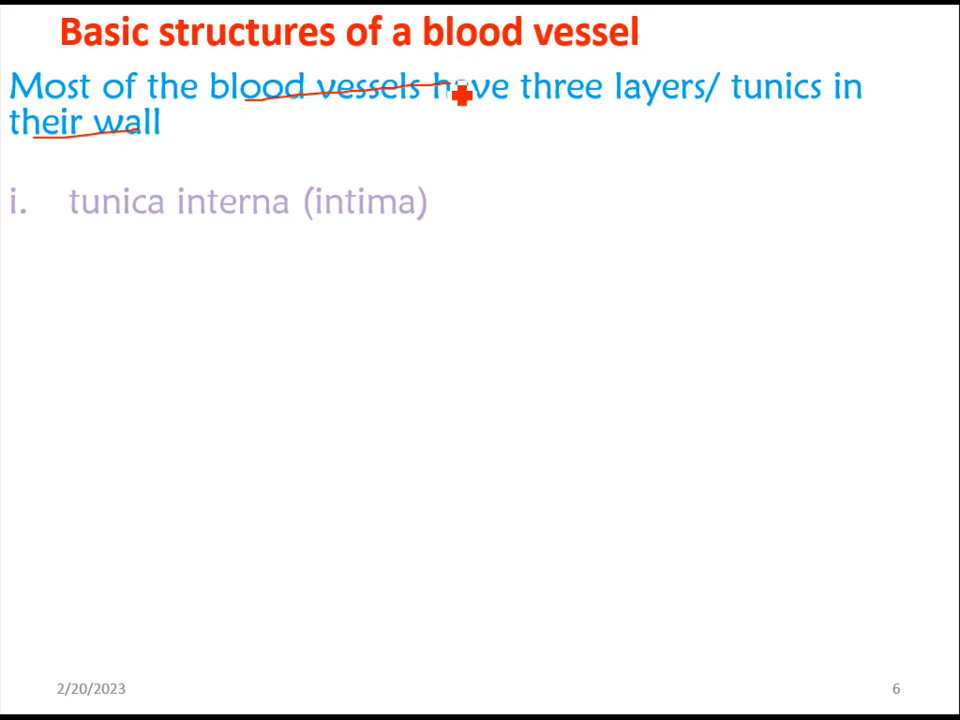 Basic structures of a blood vessel
Most of the blood vessels have three layers/ tunics in
their wall
i. tunica interna (intima)
2/20/2023
6